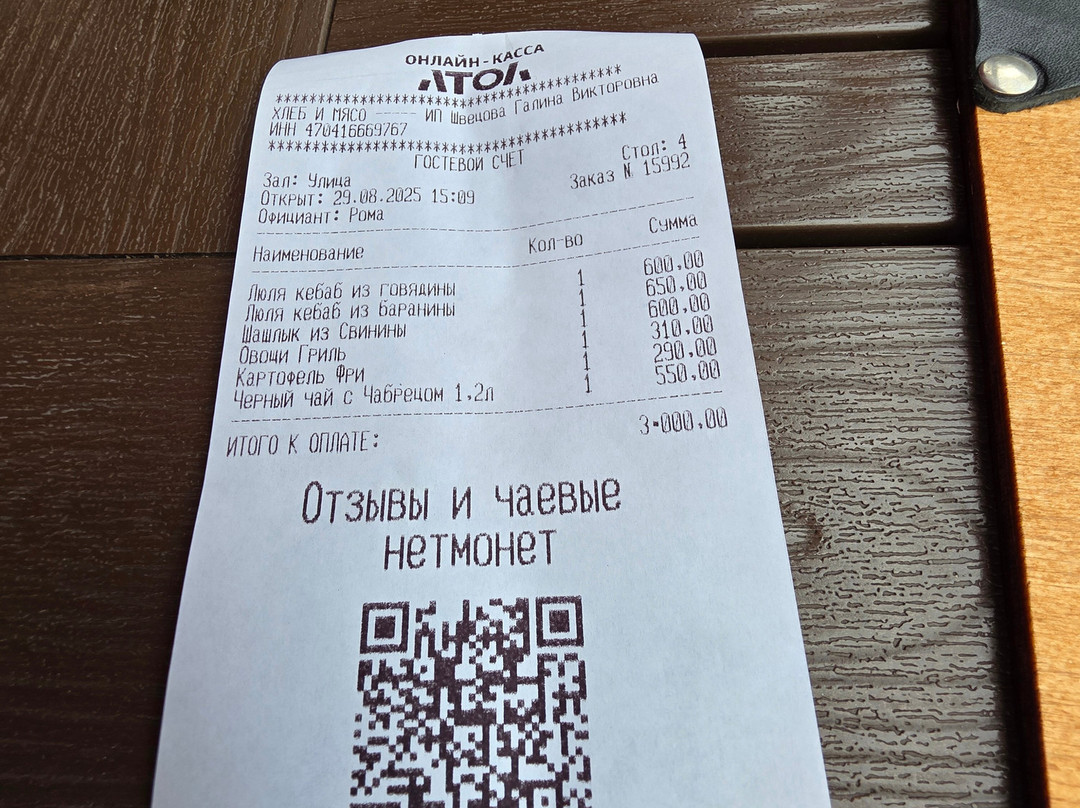 ОНЛАЙН-КАССА
АТОЛ
****************************************
ХЛЕБ И МЯСО ----- ИП Швецова Галина Викторовна
ИНН 470416669767
****************************************
ГОСТЕВОЙ СЧЕТ
Зал: Улица Стол: 4
Открыт: 29.08.2025 15:09 Заказ N 15992
Официант: Рома
Наименование Кол-во Сумма
Люля кебаб из говядины 1 600,00
Люля кебаб из баранины 1 650,00
Шашлык из Свинины 1 600,00
Овощи Гриль 1 310,00
Картофель Фри 1 290,00
Черный чай с Чабрецом 1,2л 1 550,00
ИТОГО К ОПЛАТЕ: 3·000,00
Отзывы и чаевые
нетмонет